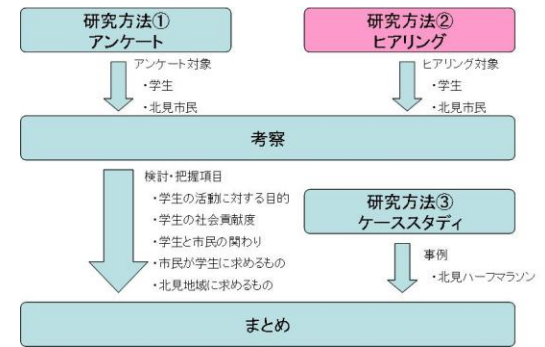 研究方法①
アンケート
研究方法②
ヒアリング
アンケート対象
・学生
・北見市民
ヒアリング対象
・学生
・北見市民
考察
検討・把握項目
・学生の活動に対する目的
・学生の社会貢献度
・学生と市民の関わり
・市民が学生に求めるもの
・北見地域に求めるもの
研究方法③
ケーススタディ
事例
・北見ハーフマラソン
まとめ